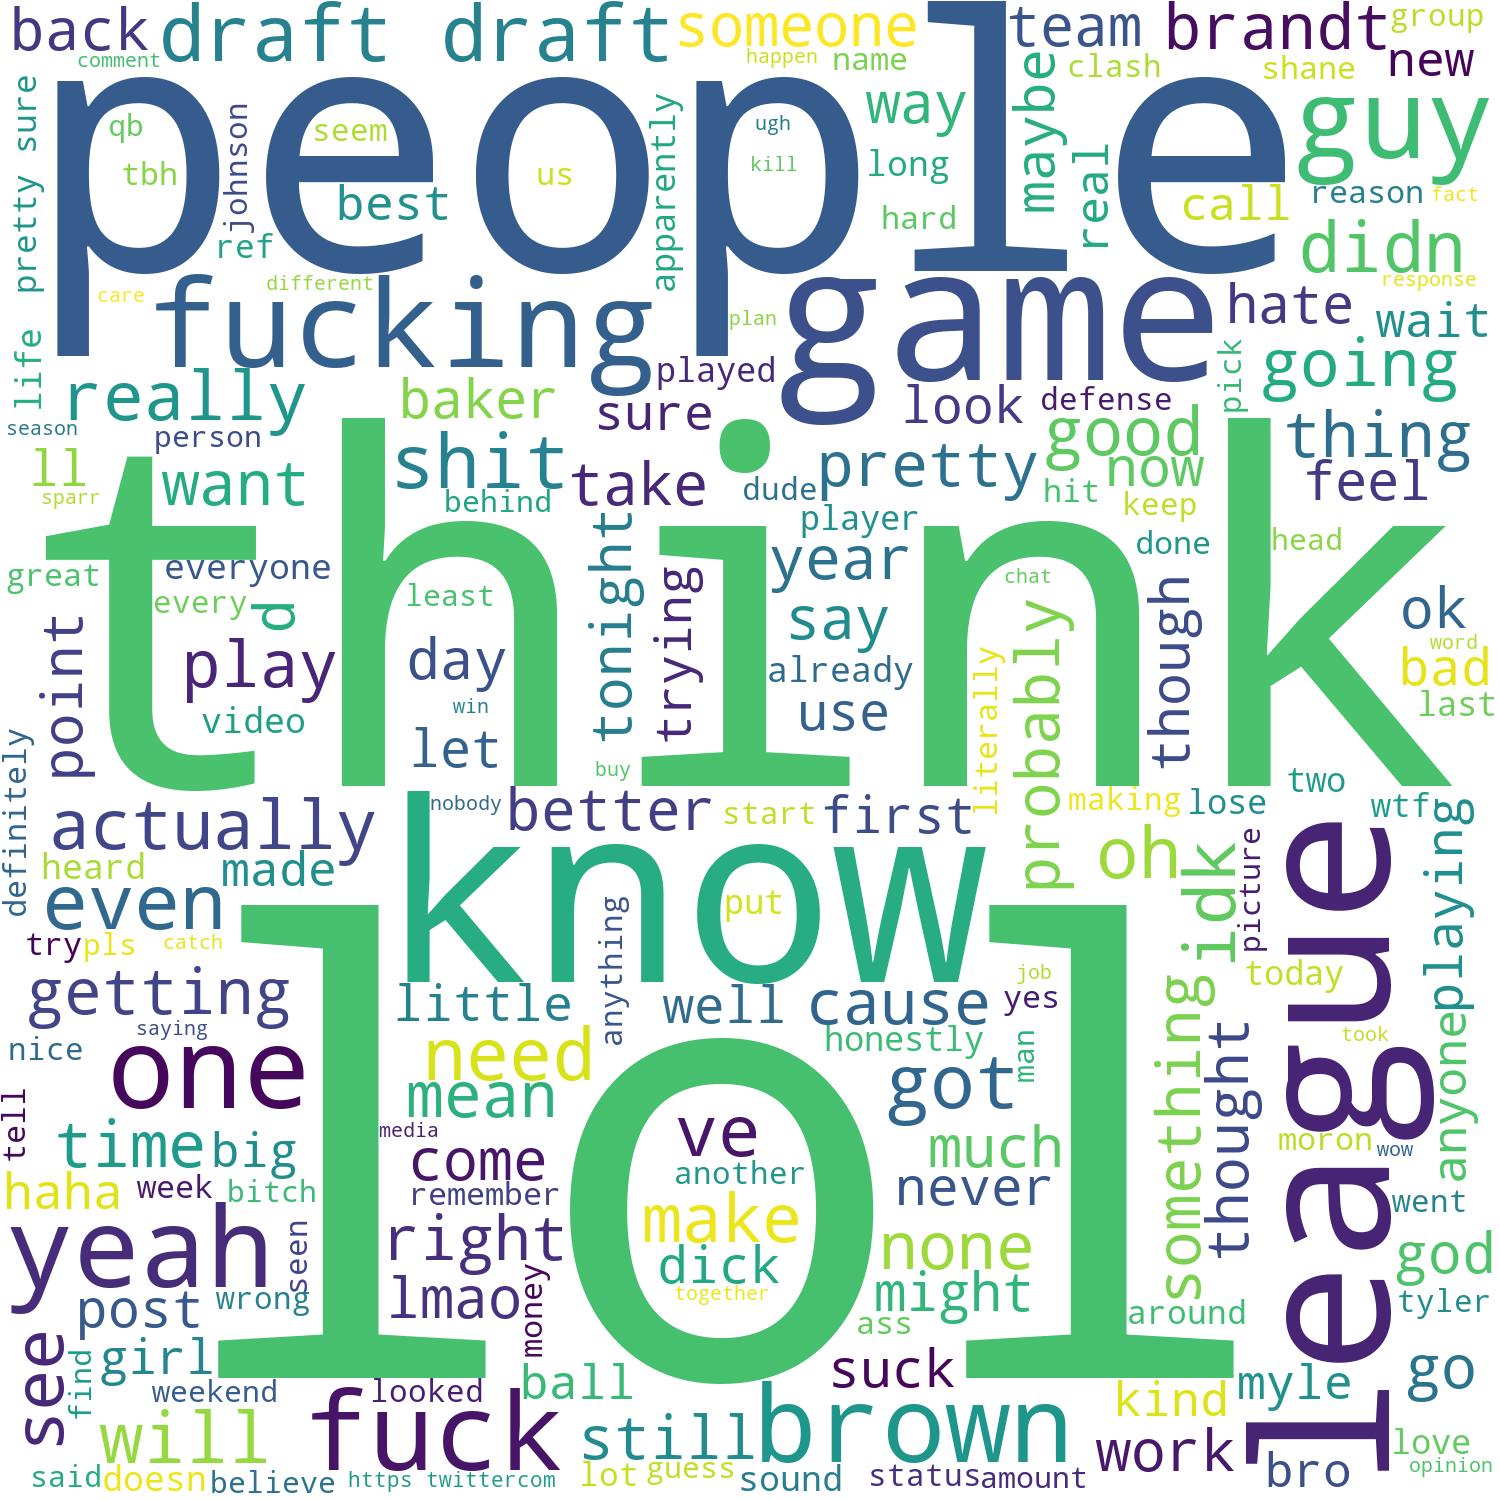 back
draft draft
someone
team
brandt
group
comment
happen
name
clash
shane
new
people
pretty sure
qb
seem
johnson
tbh
us
apparently
ugh
kill
way
long
maybe
real
guy
best
ref
hard
call
reason
fact
didn
care
different
fucking
plan
game
hate
response
wait
life
really
baker
played
sure
look
defense
pick
going
season
person
ll
sparr
want
shit
behind
take
dude
pretty
good
now
hit
keep
thing
feel
think
player
year
done
head
great
everyone
every
d
least
tonight
trying
say
chat
though
ok
word
bad
last
point
play
day
already
literally
probably
video
win
let
use
buy
definitely
actually
nobody
better
start
first
making
lose
two
wtf
heard
made
know
oh
idk
picture
playing
even
put
try
pls
catch
anything
something
league
getting
saying
little
well
cause
job
yes
today
nice
one
need
honestly
man
thought
took
anyone
tell
time
big
mean
media
lol
ve
got
much
moron
wow
haha
week
bitch
come
remember
another
never
went
yeah
seen
right
make
none
god
post
wrong
lmao
money
dick
together
might
ass
around
tyler
see
find
girl
weekend
looked
ball
suck
kind
myle
go
will
fuck
still
brown
work
bro
love
opinion
said
doesn
believe
https twittercom
lot
guess
sound
status
amount